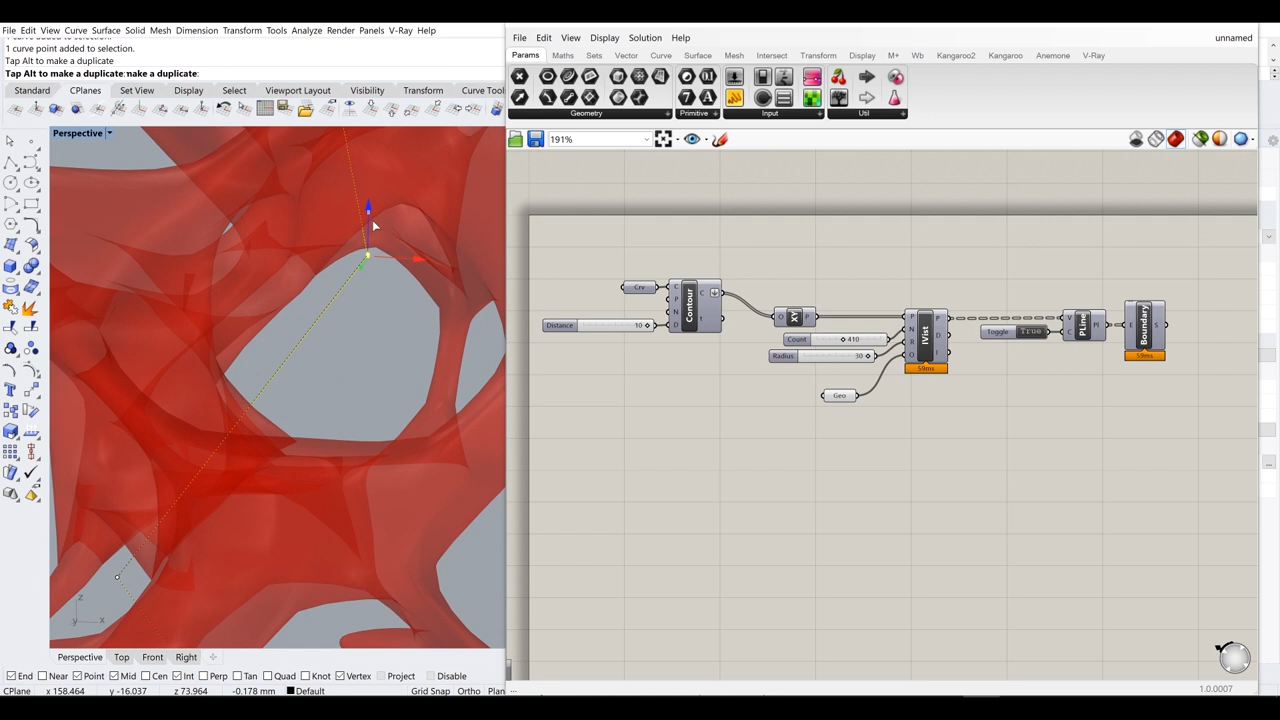 File Edit View Curve Surface Solid Mesh Dimension Transform Tools Analyze Render Panels V-Ray Help
1 curve point added to selection.
Tap Alt to make a duplicate
Tap Alt to make a duplicate:
Standard CPlanes Set View Display Select Viewport Layout Visibility Transform Curve Tool
Perspective
z
y x
Perspective Top Front Right
End Near Point Mid Cen Int Perp Tan Quad Knot Vertex Project Disable
CPlane x 158.464 y -16.037 z 73.964 -0.178 mm Default Grid Snap Ortho Plan
File Edit View Display Solution Help unnamed
Params Maths Sets Vector Curve Surface Mesh Intersect Transform Display M+ Wb Kangaroo2 Kangaroo Anemone V-Ray
Geometry Primitive Input Util
191%
Crv
Distance 10
C
P
N
D
Contour
C
t
O XY P
Count 410
Radius 30
Geo
P
N
R
O
IVist
P
D
I
59ms
Toggle True
V
C
PLine
Pl
E Boundary S
59ms
...
1.0.0007